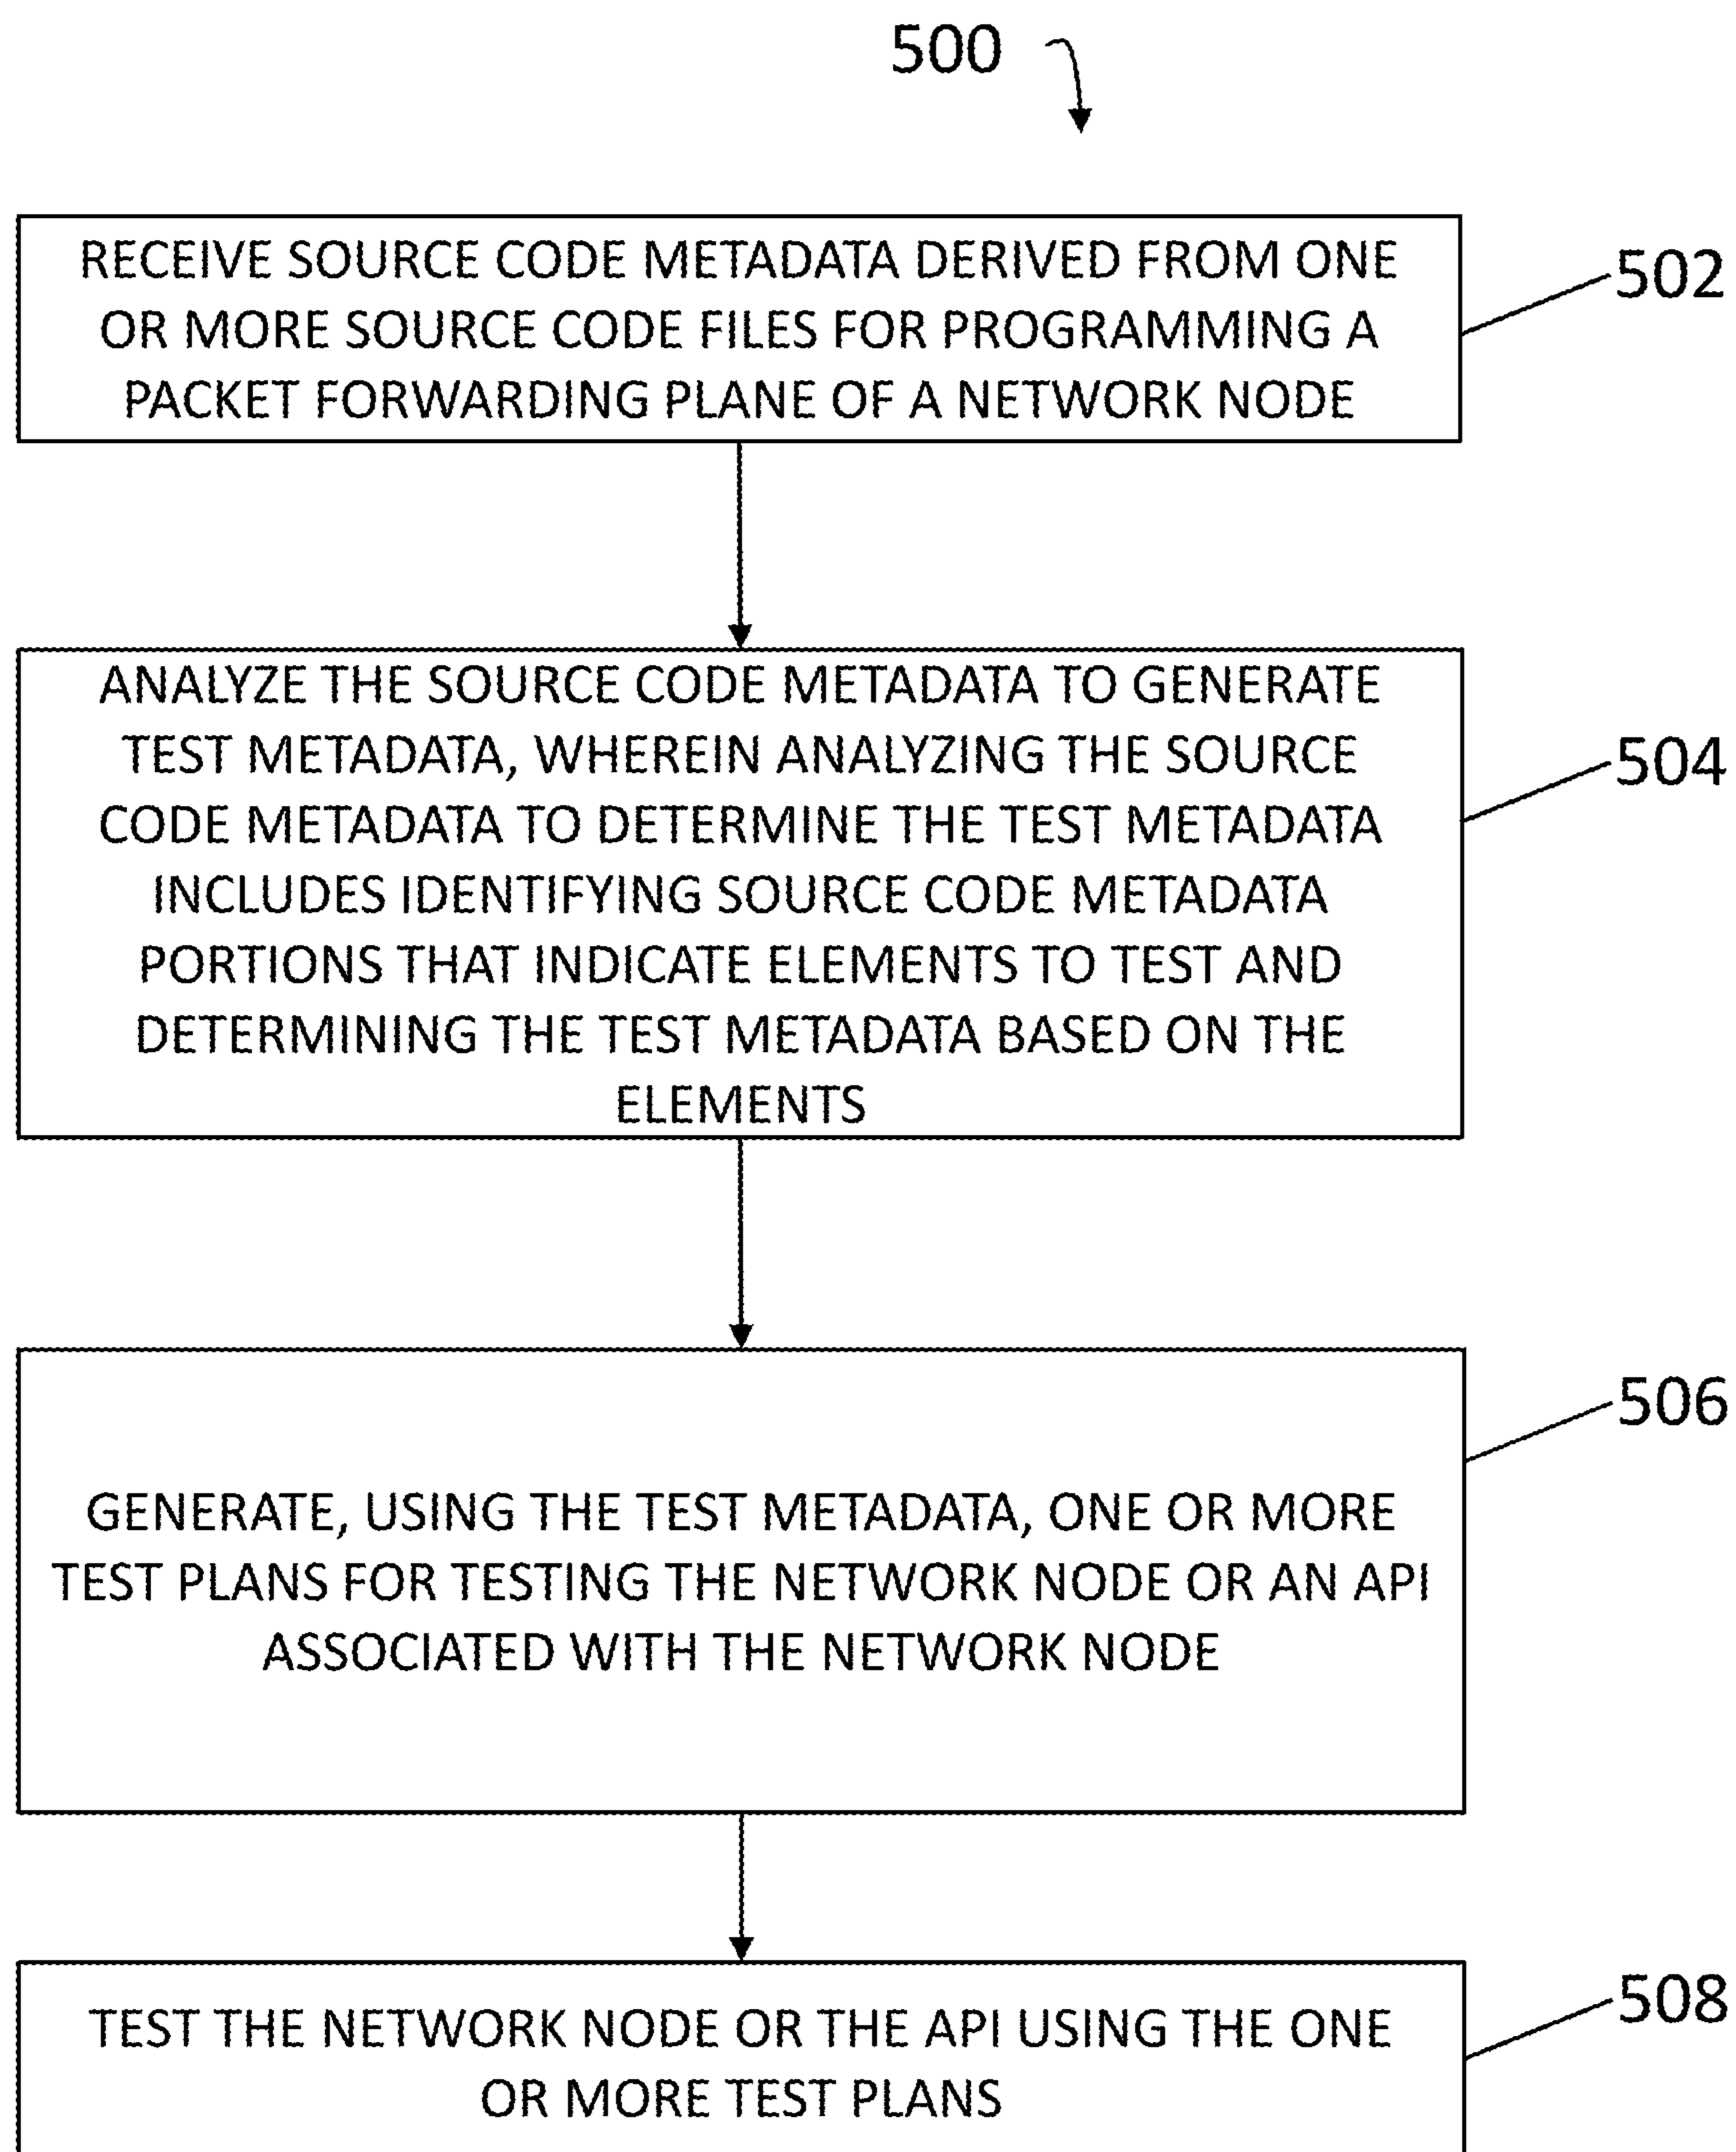 500
RECEIVE SOURCE CODE METADATA DERIVED FROM ONE
OR MORE SOURCE CODE FILES FOR PROGRAMMING A
PACKET FORWARDING PLANE OF A NETWORK NODE
502
ANALYZE THE SOURCE CODE METADATA TO GENERATE
TEST METADATA, WHEREIN ANALYZING THE SOURCE
CODE METADATA TO DETERMINE THE TEST METADATA
INCLUDES IDENTIFYING SOURCE CODE METADATA
PORTIONS THAT INDICATE ELEMENTS TO TEST AND
DETERMINING THE TEST METADATA BASED ON THE
ELEMENTS
504
GENERATE, USING THE TEST METADATA, ONE OR MORE
TEST PLANS FOR TESTING THE NETWORK NODE OR AN API
ASSOCIATED WITH THE NETWORK NODE
506
TEST THE NETWORK NODE OR THE API USING THE ONE
OR MORE TEST PLANS
508